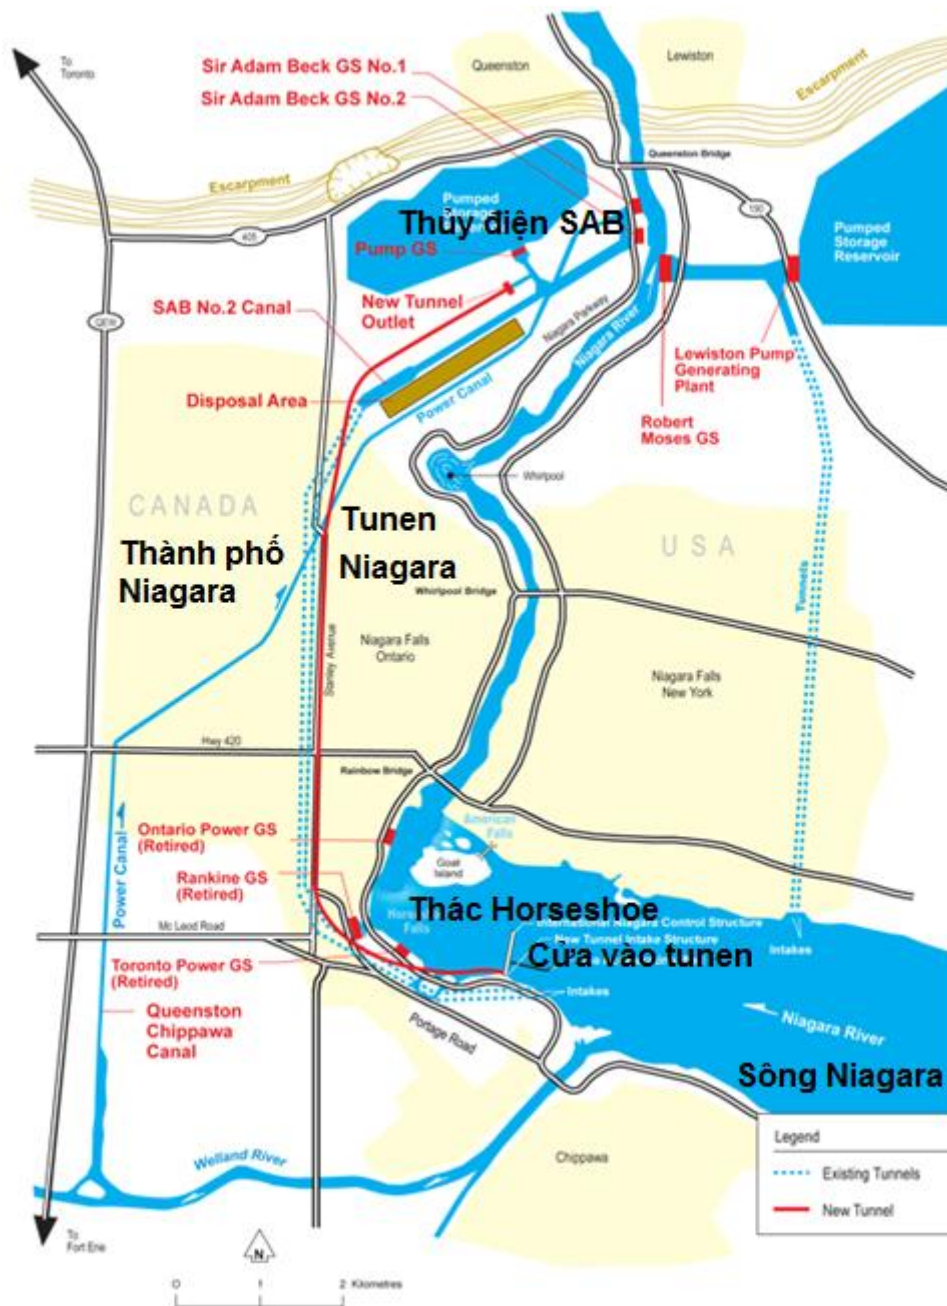 To
Toronto
Sir Adam Beck GS No.1
Sir Adam Beck GS No.2
Queenston
Lewiston
Escarpment
Escarpment
Queenston Bridge
405
190
QEW
Pumped
Storage
Thủy điện SAB
Pump GS
Pumped
Storage
Reservoir
New Tunnel
Outlet
SAB No.2 Canal
Niagara Parkway
Niagara River
Lewiston Pump
Generating
Plant
Disposal Area
Power Canal
Robert
Moses GS
Whirlpool
CANADA
USA
Thành phố
Niagara
Tunen
Niagara
Whirlpool Bridge
Tunnels
Stanley Avenue
Niagara Falls
Ontario
Niagara Falls
New York
Hwy 420
Rainbow Bridge
Power Canal
Ontario Power GS
(Retired)
American
Falls
Goat
Island
Rankine GS
(Retired)
Falls
Thác Horseshoe
International Niagara Control Structure
New Tunnel Intake Structure
Mc Leod Road
Cửa vào tunen
Intakes
Toronto Power GS
(Retired)
Intakes
Queenston
Chippawa
Canal
Portage Road
Niagara River
Sông Niagara
Welland River
Chippawa
Legend
Existing Tunnels
New Tunnel
To
Fort Erie
N
0 1 2 Kilometres